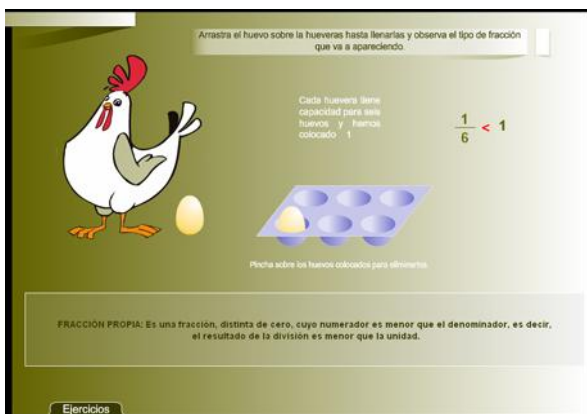 Arrastra el huevo sobre la hueveras hasta llenarlas y observa el tipo de fracción
que va a apareciendo.
Cada huevera tiene
capacidad para seis
huevos y hemos
colocado 1
1
6
< 1
Pincha sobre los huevos colocados para eliminarlos
FRACCIÓN PROPIA: Es una fracción, distinta de cero, cuyo numerador es menor que el denominador, es decir,
el resultado de la división es menor que la unidad.
Ejercicios